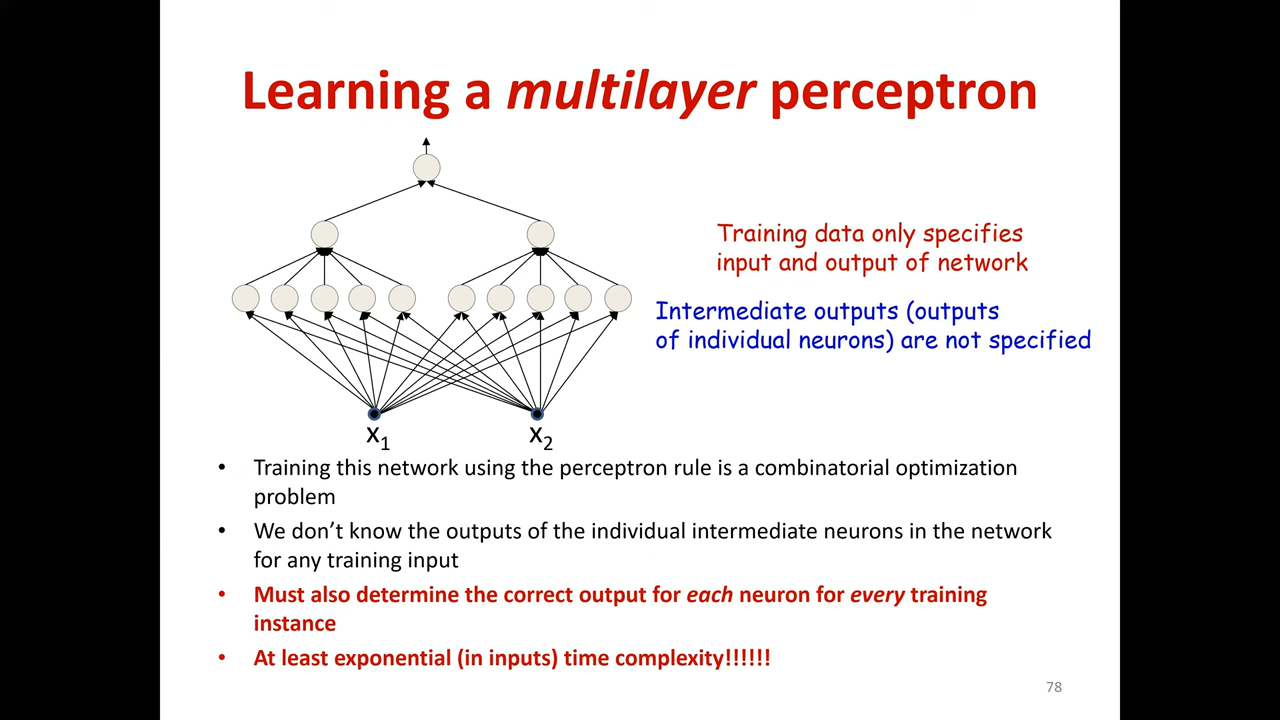 Learning a multilayer perceptron
Training data only specifies
input and output of network
Intermediate outputs (outputs
of individual neurons) are not specified
x1
x2
• Training this network using the perceptron rule is a combinatorial optimization
problem
• We don’t know the outputs of the individual intermediate neurons in the network
for any training input
• Must also determine the correct output for each neuron for every training
instance
• At least exponential (in inputs) time complexity!!!!!!
78